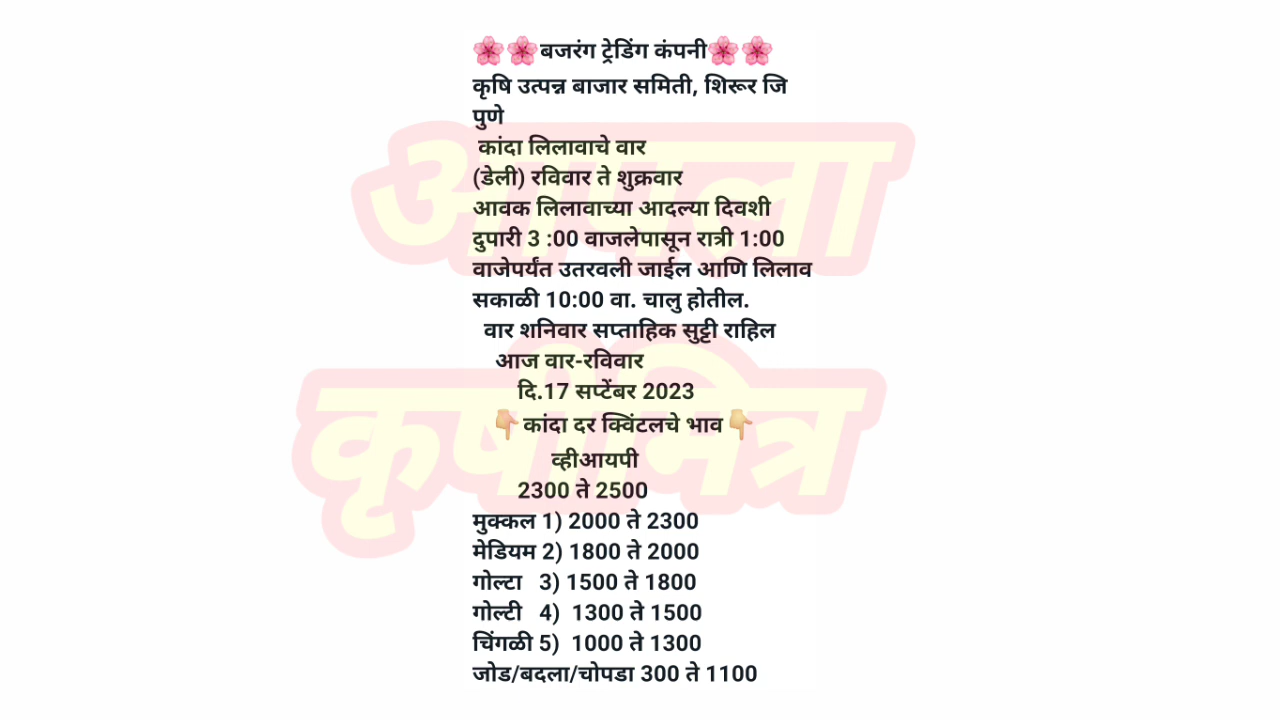 🌸🌸बजरंग ट्रेडिंग कंपनी🌸🌸
कृषि उत्पन्न बाजार समिती, शिरूर जि
पुणे
कांदा लिलावाचे वार
(डेली) रविवार ते शुक्रवार
आवक लिलावाच्या आदल्या दिवशी
दुपारी 3 :00 वाजलेपासून रात्री 1:00
वाजेपर्यंत उतरवली जाईल आणि लिलाव
सकाळी 10:00 वा. चालु होतील.
वार शनिवार सप्ताहिक सुट्टी राहिल
आज वार-रविवार
दि.17 सप्टेंबर 2023
👇कांदा दर क्विंटलचे भाव👇
व्हीआयपी
2300 ते 2500
मुक्कल 1) 2000 ते 2300
मेडियम 2) 1800 ते 2000
गोल्टा 3) 1500 ते 1800
गोल्टी 4) 1300 ते 1500
चिंगळी 5) 1000 ते 1300
जोड/बदला/चोपडा 300 ते 1100
आपला
कृषीमित्र